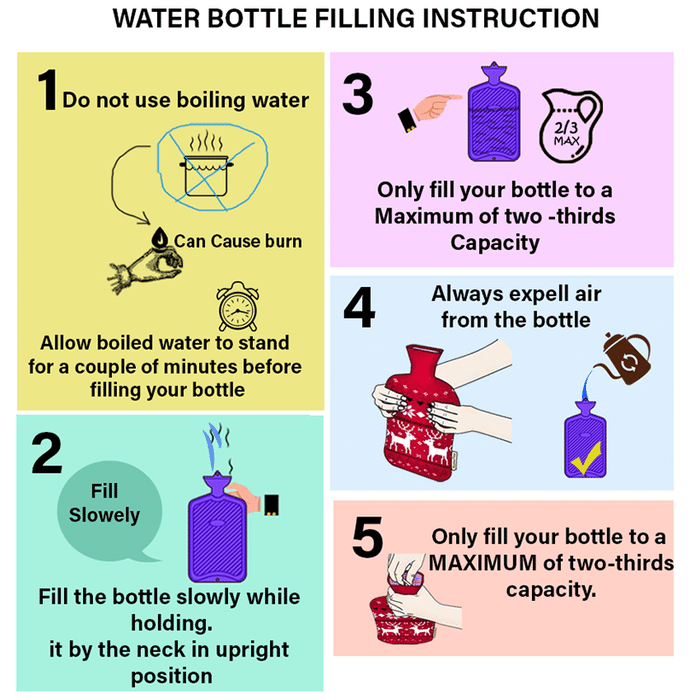 WATER BOTTLE FILLING INSTRUCTION
1
Do not use boiling water
Can Cause burn
Allow boiled water to stand
for a couple of minutes before
filling your bottle
2
Fill
Slowely
Fill the bottle slowly while
holding.
it by the neck in upright
position
3
2/3
MAX
Only fill your bottle to a
Maximum of two -thirds
Capacity
4
Always expell air
from the bottle
5
Only fill your bottle to a
MAXIMUM of two-thirds
capacity.